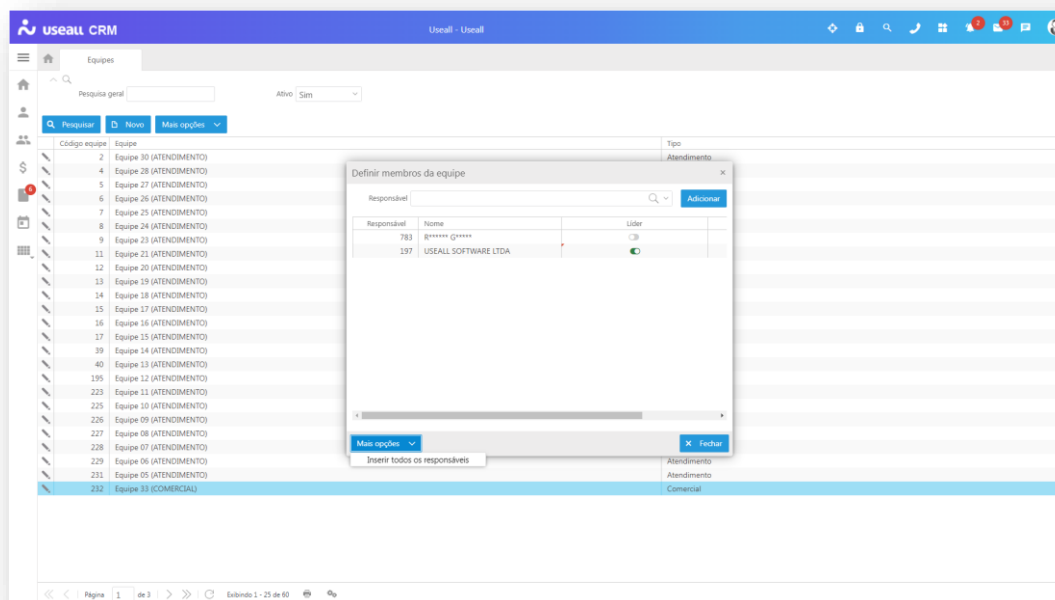 useall CRM
Useall - Useall
2
33
Equipes
Pesquisa geral
Ativo Sim
Pesquisar Novo Mais opções
Código equipe Equipe Tipo
2 Equipe 30 (ATENDIMENTO) Atendimento
4 Equipe 28 (ATENDIMENTO)
5 Equipe 27 (ATENDIMENTO)
6 Equipe 26 (ATENDIMENTO)
7 Equipe 25 (ATENDIMENTO)
8 Equipe 24 (ATENDIMENTO)
9 Equipe 23 (ATENDIMENTO)
11 Equipe 21 (ATENDIMENTO)
12 Equipe 20 (ATENDIMENTO)
13 Equipe 19 (ATENDIMENTO)
14 Equipe 18 (ATENDIMENTO)
15 Equipe 17 (ATENDIMENTO)
16 Equipe 16 (ATENDIMENTO)
17 Equipe 15 (ATENDIMENTO)
39 Equipe 14 (ATENDIMENTO)
40 Equipe 13 (ATENDIMENTO)
195 Equipe 12 (ATENDIMENTO)
223 Equipe 11 (ATENDIMENTO)
225 Equipe 10 (ATENDIMENTO)
226 Equipe 09 (ATENDIMENTO)
227 Equipe 08 (ATENDIMENTO)
228 Equipe 07 (ATENDIMENTO)
229 Equipe 06 (ATENDIMENTO) Atendimento
231 Equipe 05 (ATENDIMENTO) Atendimento
232 Equipe 33 (COMERCIAL) Comercial
6
Definir membros da equipe
Responsável Adicionar
Responsável Nome Líder
783 R****** G*****
197 USEALL SOFTWARE LTDA
Mais opções Fechar
Inserir todos os responsáveis
Página 1 de 3 Exibindo 1 - 25 de 60